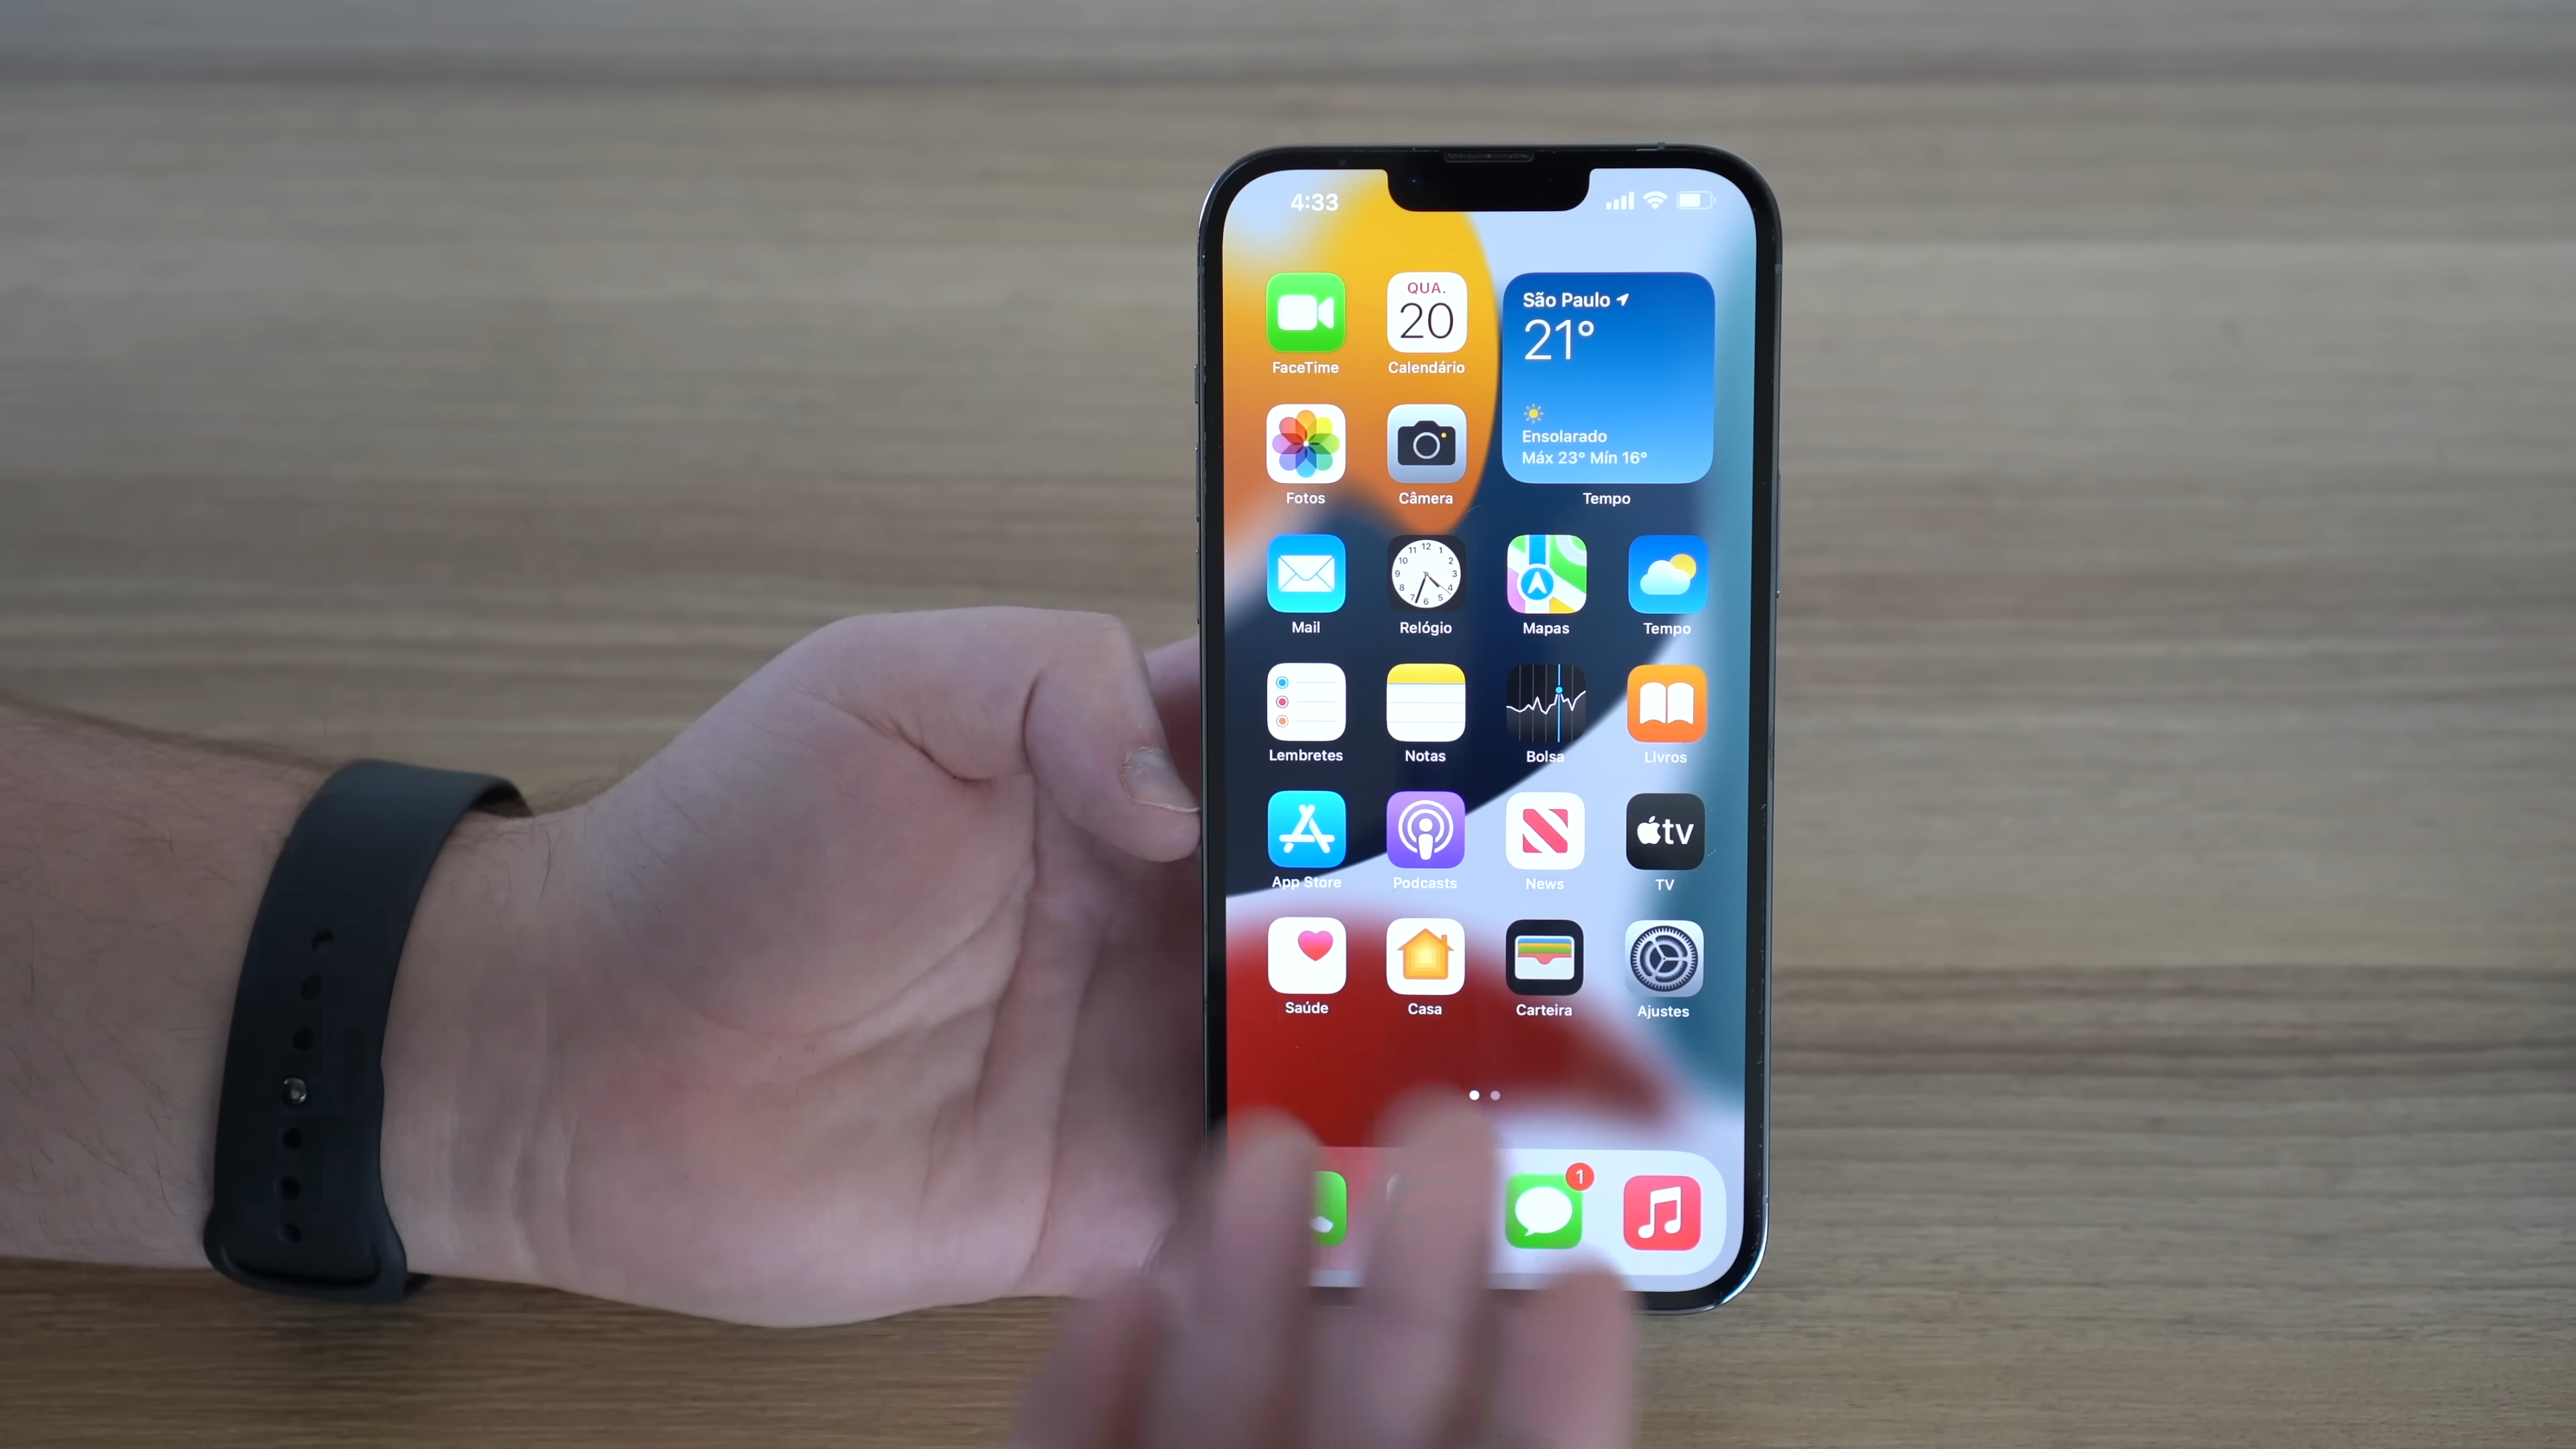 4:33
QUA.
20
São Paulo
21°
Ensolarado
Máx 23° Mín 16°
FaceTime
Calendário
Fotos
Câmera
Tempo
Mail
Relógio
Mapas
Tempo
Lembretes
Notas
Bolsa
Livros
tv
App Store
Podcasts
News
TV
Saúde
Casa
Carteira
Ajustes
1